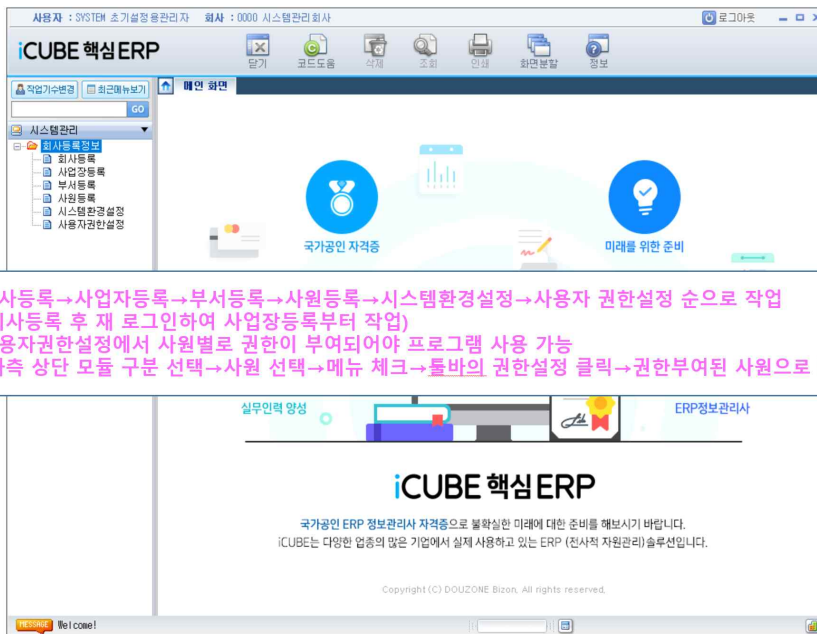 사용자 : SYSTEM 초기설정용관리자 회사 : 0000 시스템관리회사 로그아웃
iCUBE 핵심 ERP
닫기 코드도움 삭제 조회 인쇄 화면분할 정보
작업기수변경 최근메뉴보기 메인 화면
GO
시스템관리
회사등록정보
회사등록
사업장등록
부서등록
사원등록
시스템환경설정
사용자권한설정
국가공인 자격증 미래를 위한 준비
사등록→사업자등록→부서등록→사원등록→시스템환경설정→사용자 권한설정 순으로 작업
사등록 후 재 로그인하여 사업장등록부터 작업)
용자권한설정에서 사원별로 권한이 부여되어야 프로그램 사용 가능
측 상단 모듈 구분 선택→사원 선택→메뉴 체크→툴바의 권한설정 클릭→권한부여된 사원으로
실무인력 양성 ERP정보관리사
iCUBE 핵심 ERP
국가공인 ERP 정보관리사 자격증으로 불확실한 미래에 대한 준비를 해보시기 바랍니다.
iCUBE는 다양한 업종의 많은 기업에서 실제 사용하고 있는 ERP (전사적 자원관리) 솔루션입니다.
Copyright (C) DOUZONE Bizon, All rights reserved.
MESSAGE Welcome!